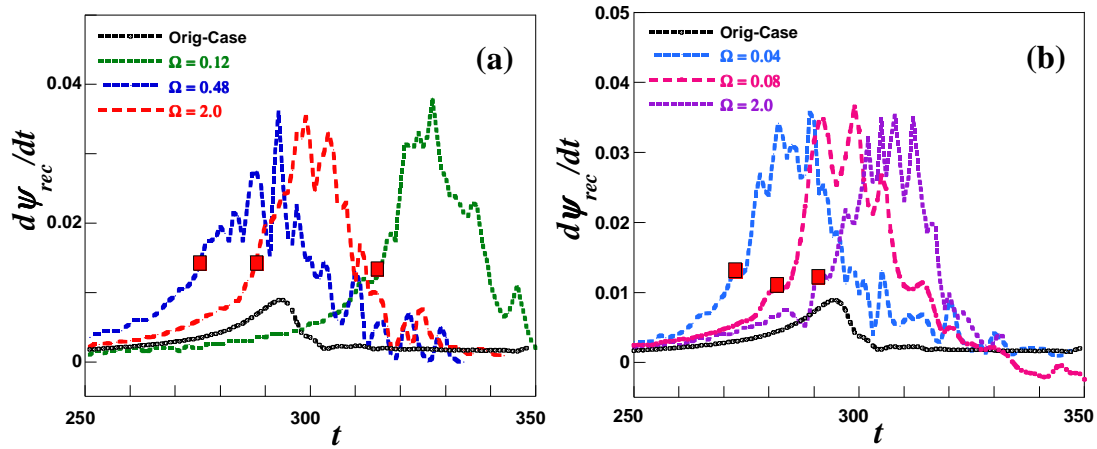 Orig-Case
Ω = 0.12
Ω = 0.48
Ω = 2.0
(a)
0.04
0.02
0
dψrec/dt
250
300
350
t
Orig-Case
Ω = 0.04
Ω = 0.08
Ω = 2.0
(b)
0.05
0.04
0.03
0.02
0.01
0
dψrec/dt
250
300
350
t